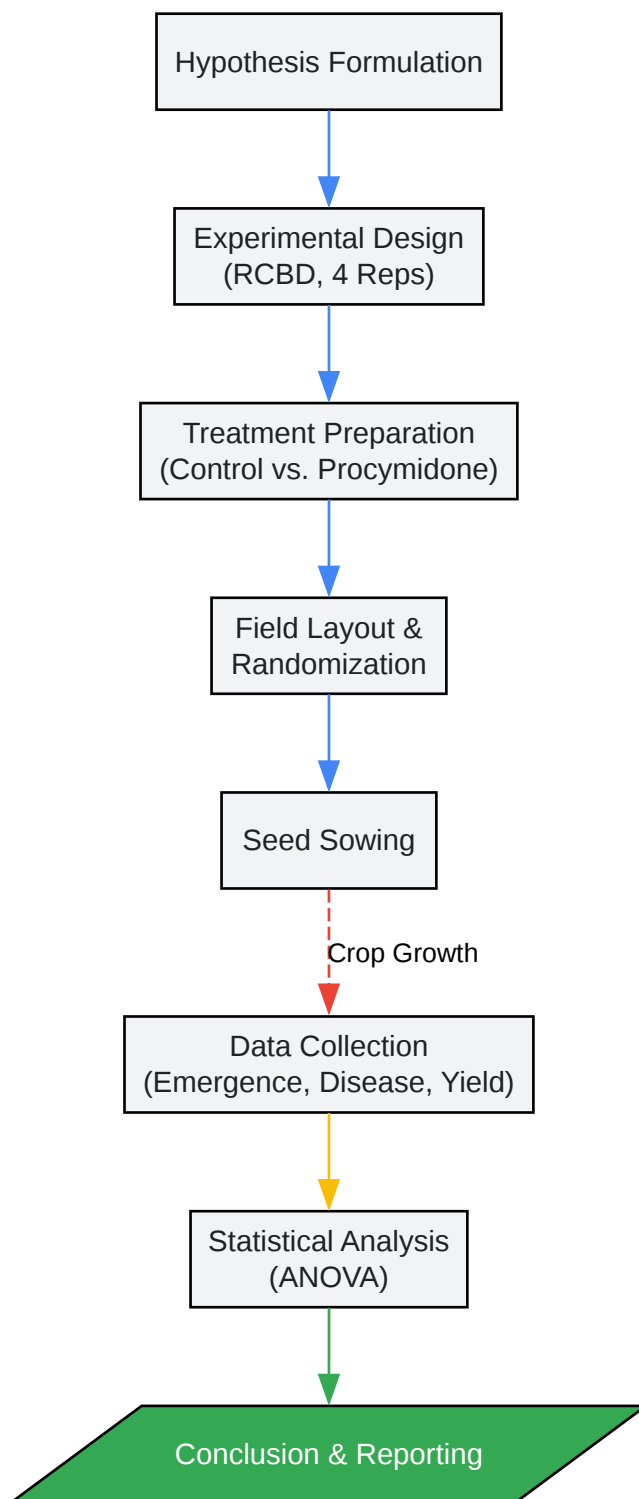 Hypothesis Formulation
Experimental Design
(RCBD, 4 Reps)
Treatment Preparation
(Control vs. Procymidone)
Field Layout &
Randomization
Seed Sowing
Crop Growth
Data Collection
(Emergence, Disease, Yield)
Statistical Analysis
(ANOVA)
Conclusion & Reporting